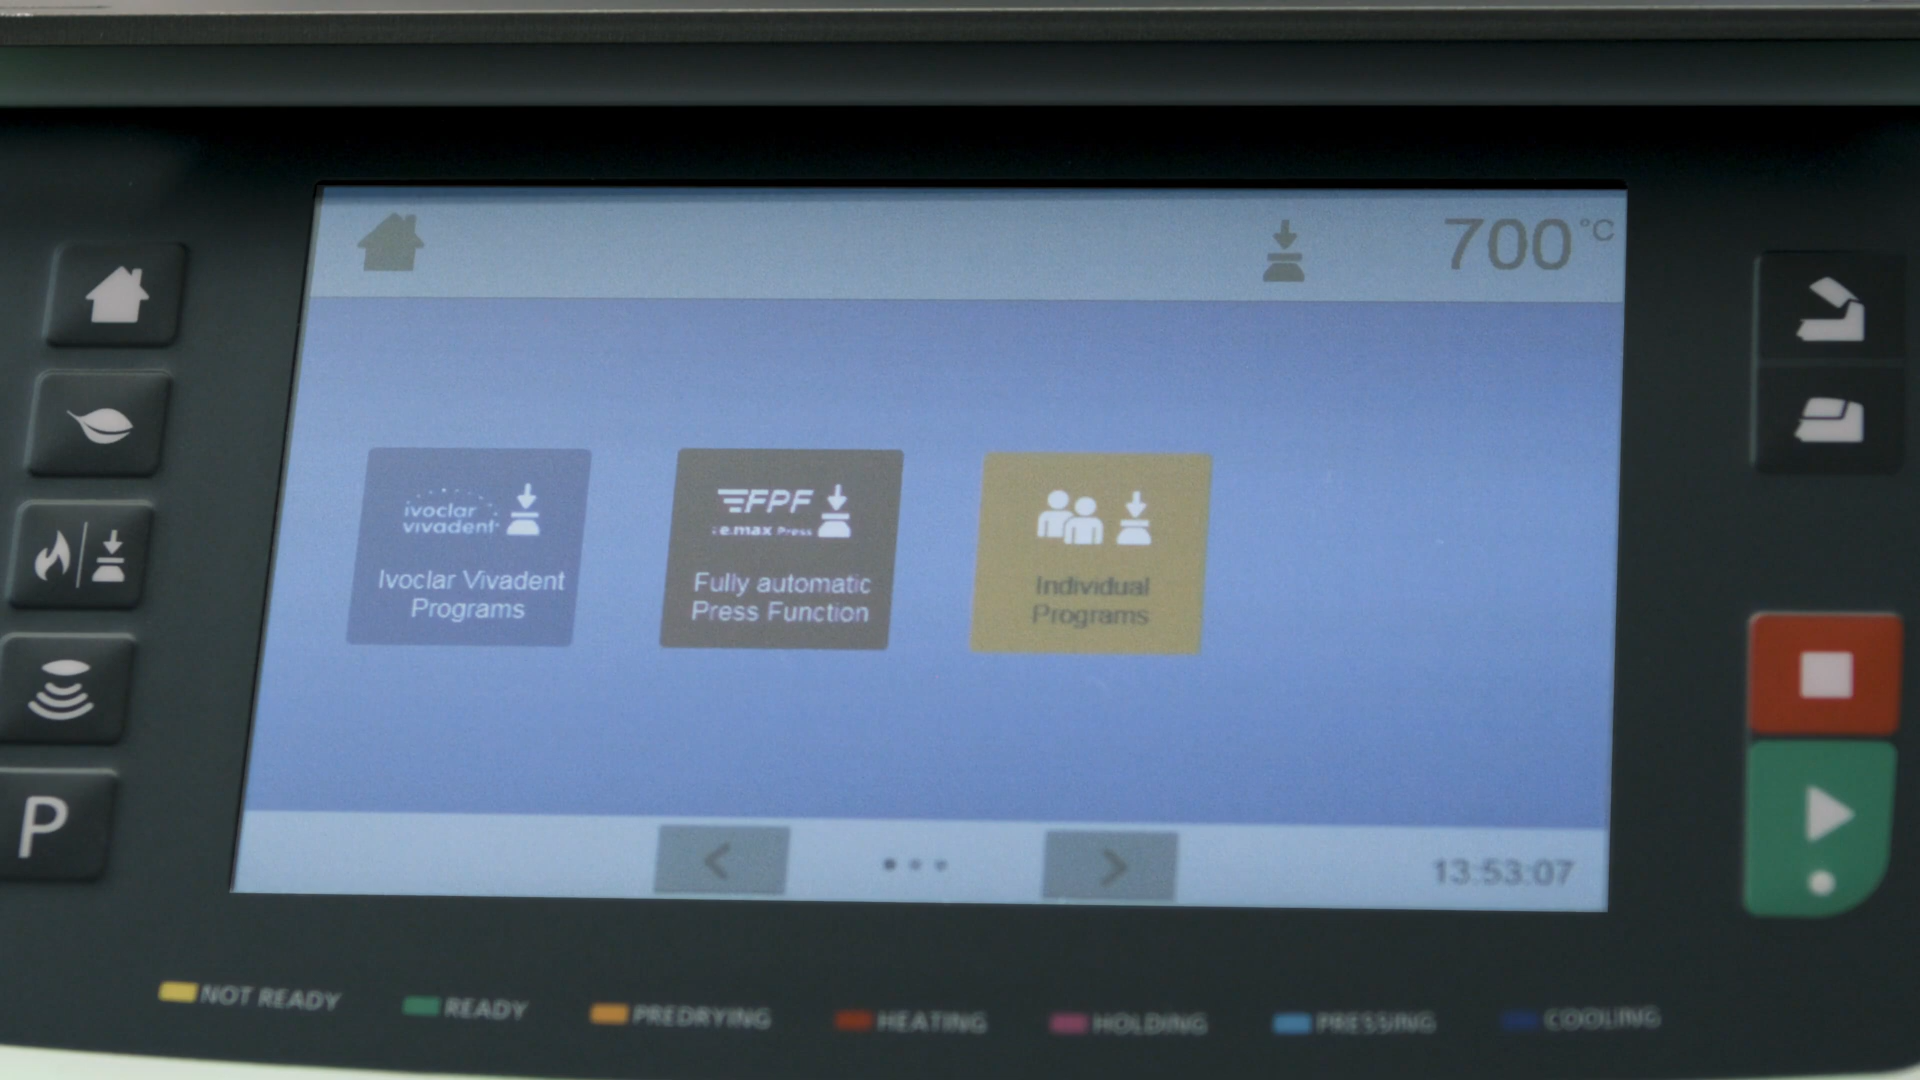 700 °C
ivoclar
vivadent
Ivoclar Vivadent
Programs
FPF
e.max Press
Fully automatic
Press Function
Individual
Programs
P
13:53:07
NOT READY
READY
PREDRYING
HEATING
HOLDING
PRESSING
COOLING